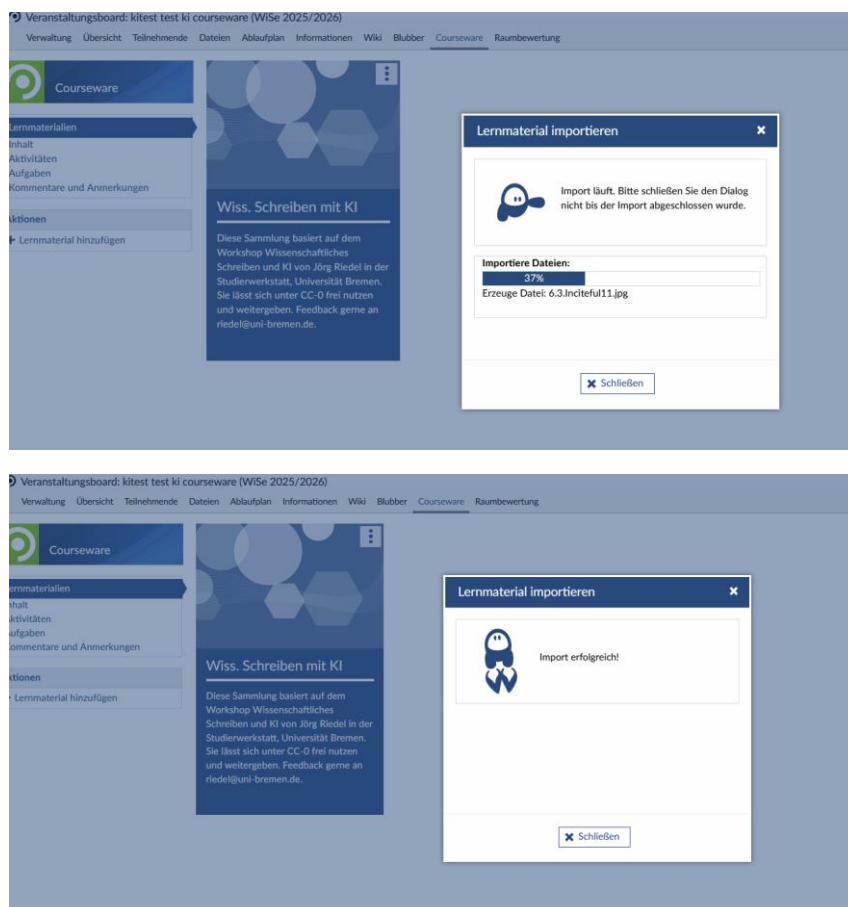 Veranstaltungsboard: kitest test ki courseware (WiSe 2025/2026)
Verwaltung Übersicht Teilnehmende Dateien Ablaufplan Informationen Wiki Blubber Courseware Raumbewertung
Courseware
Lernmaterialien
Inhalt
Aktivitäten
Aufgaben
Kommentare und Anmerkungen
Aktionen
Lernmaterial hinzufügen
Wiss. Schreiben mit KI
Diese Sammlung basiert auf dem
Workshop Wissenschaftliches
Schreiben und KI von Jörg Riedel in der
Studierwerkstatt, Universität Bremen.
Sie lässt sich unter CC-0 frei nutzen
und weitergeben. Feedback gerne an
riedel@uni-bremen.de.
Lernmaterial importieren
Import läuft. Bitte schließen Sie den Dialog
nicht bis der Import abgeschlossen wurde.
Importiere Dateien:
37%
Erzeuge Datei: 6.3.Inciteful11.jpg
Schließen
Veranstaltungsboard: kitest test ki courseware (WiSe 2025/2026)
Verwaltung Übersicht Teilnehmende Dateien Ablaufplan Informationen Wiki Blubber Courseware Raumbewertung
Courseware
ernmaterialien
nhalt
ktivitäten
ufgaben
ommentare und Anmerkungen
ktionen
Lernmaterial hinzufügen
Wiss. Schreiben mit KI
Diese Sammlung basiert auf dem
Workshop Wissenschaftliches
Schreiben und KI von Jörg Riedel in der
Studierwerkstatt, Universität Bremen.
Sie lässt sich unter CC-0 frei nutzen
und weitergeben. Feedback gerne an
riedel@uni-bremen.de.
Lernmaterial importieren
Import erfolgreich!
Schließen